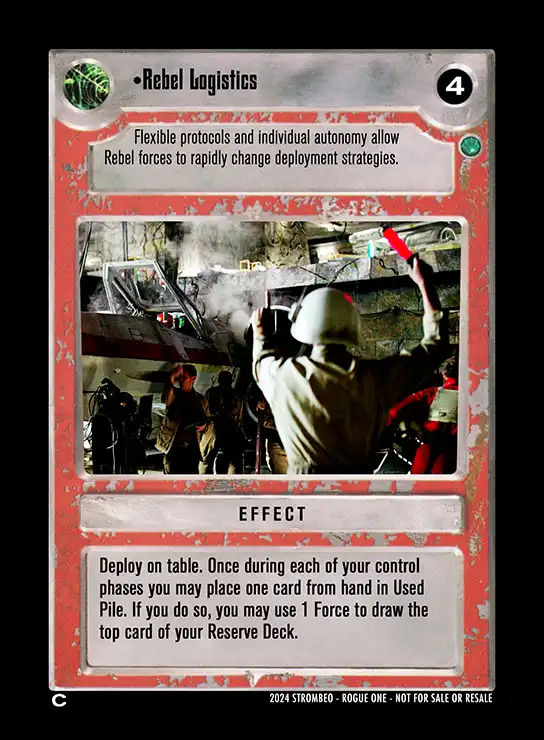 •Rebel Logistics
4
Flexible protocols and individual autonomy allow
Rebel forces to rapidly change deployment strategies.
EFFECT
Deploy on table. Once during each of your control
phases you may place one card from hand in Used
Pile. If you do so, you may use 1 Force to draw the
top card of your Reserve Deck.
C
2024 STROMBEO - ROGUE ONE - NOT FOR SALE OR RESALE